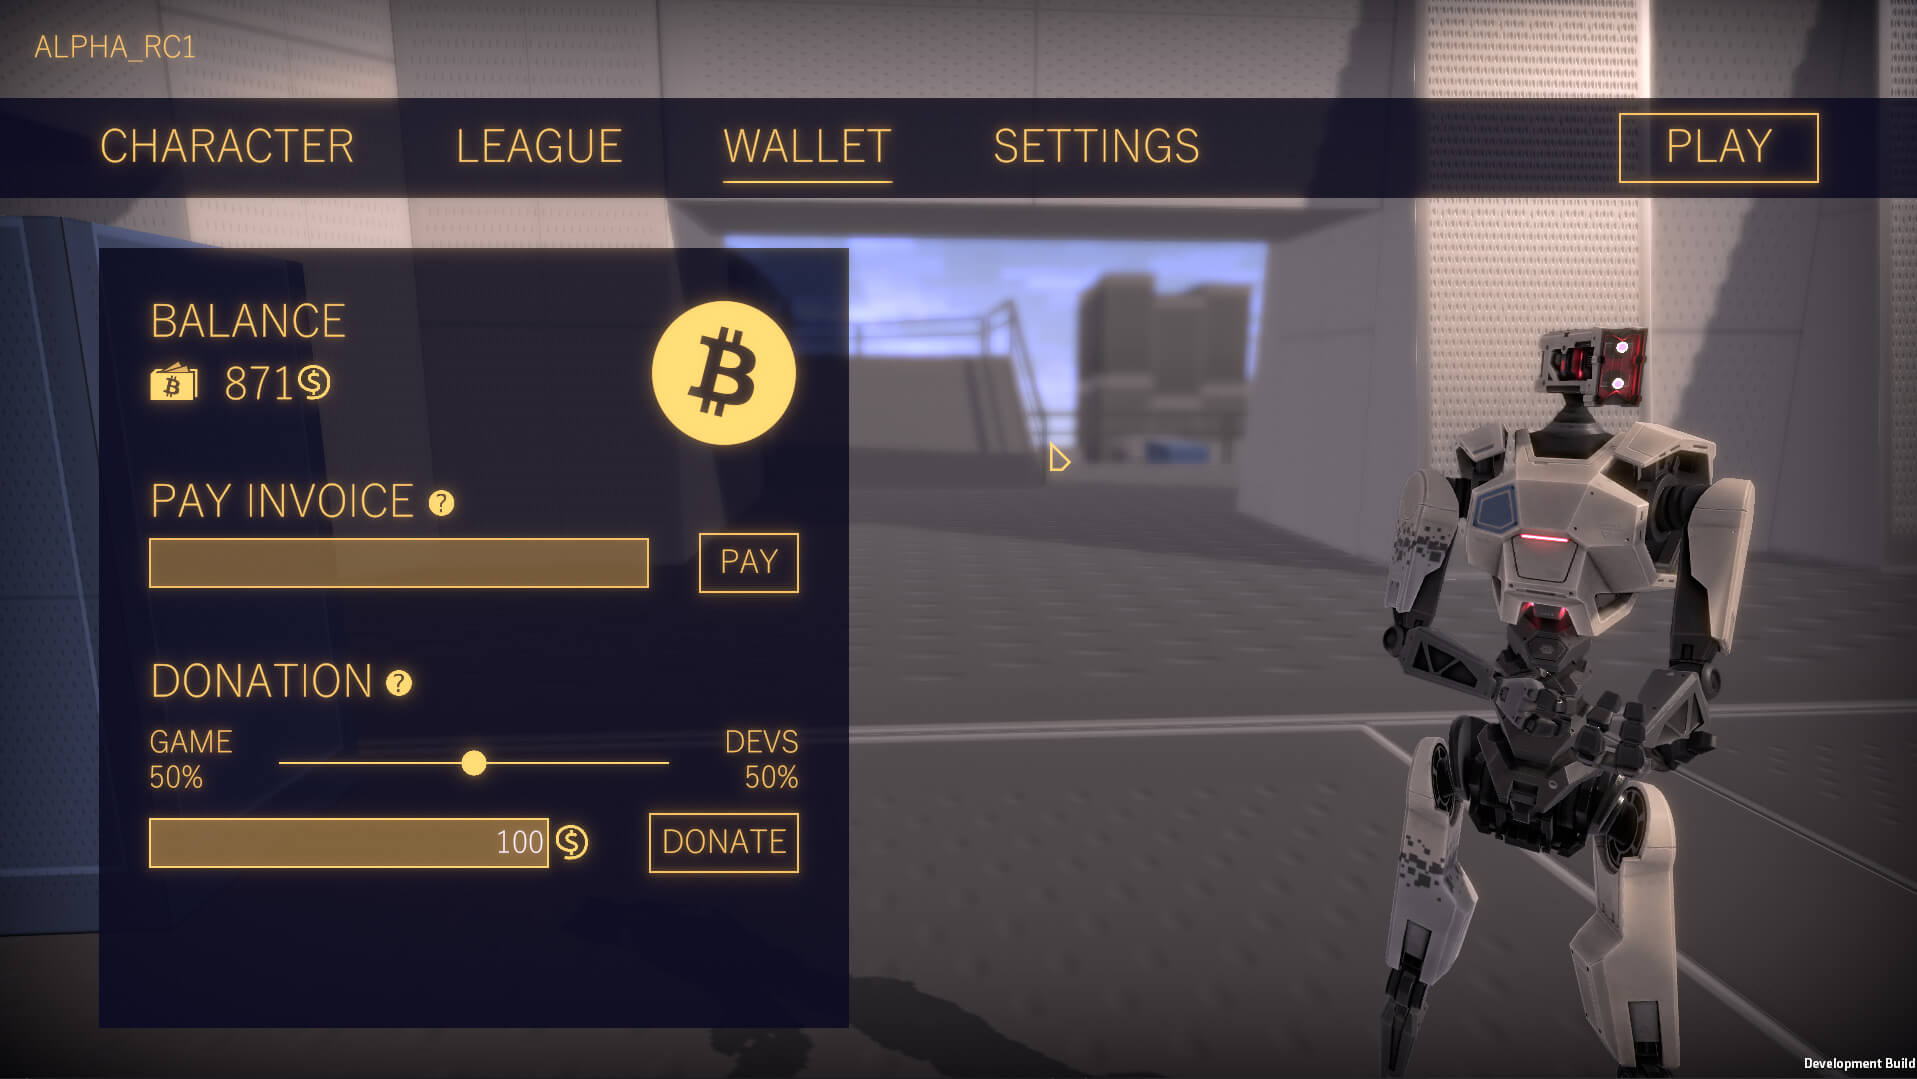 ALPHA_RC1
CHARACTER LEAGUE WALLET SETTINGS PLAY
BALANCE
871
PAY INVOICE ?
PAY
DONATION ?
GAME DEVS
50% 50%
100 DONATE
Development Build